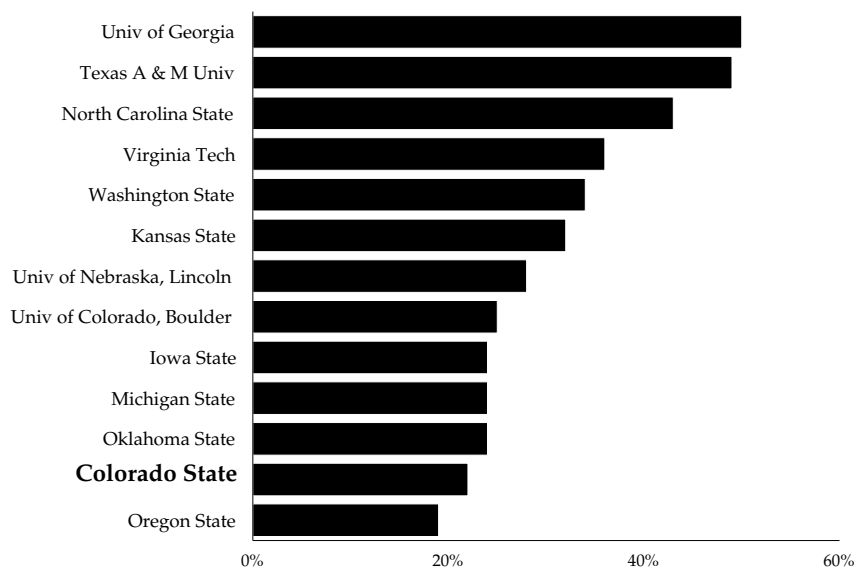 Univ of Georgia
Texas A & M Univ
North Carolina State
Virginia Tech
Washington State
Kansas State
Univ of Nebraska, Lincoln
Univ of Colorado, Boulder
Iowa State
Michigan State
Oklahoma State
Colorado State
Oregon State
0% 20% 40% 60%